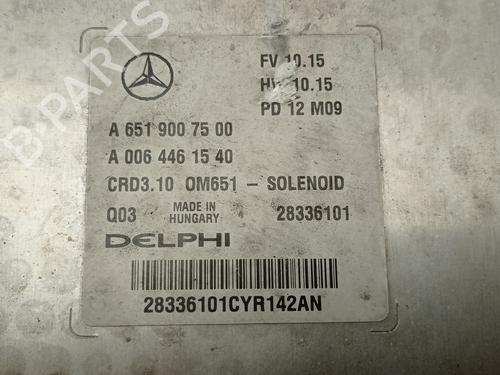 FV 10.15
HW 10.15
PD 12 M09
A 651 900 75 00
A 006 446 15 40
CRD3.10 OM651 - SOLENOID
Q03 MADE IN HUNGARY 28336101
DELPHI
28336101CYR142AN
B-PARTS